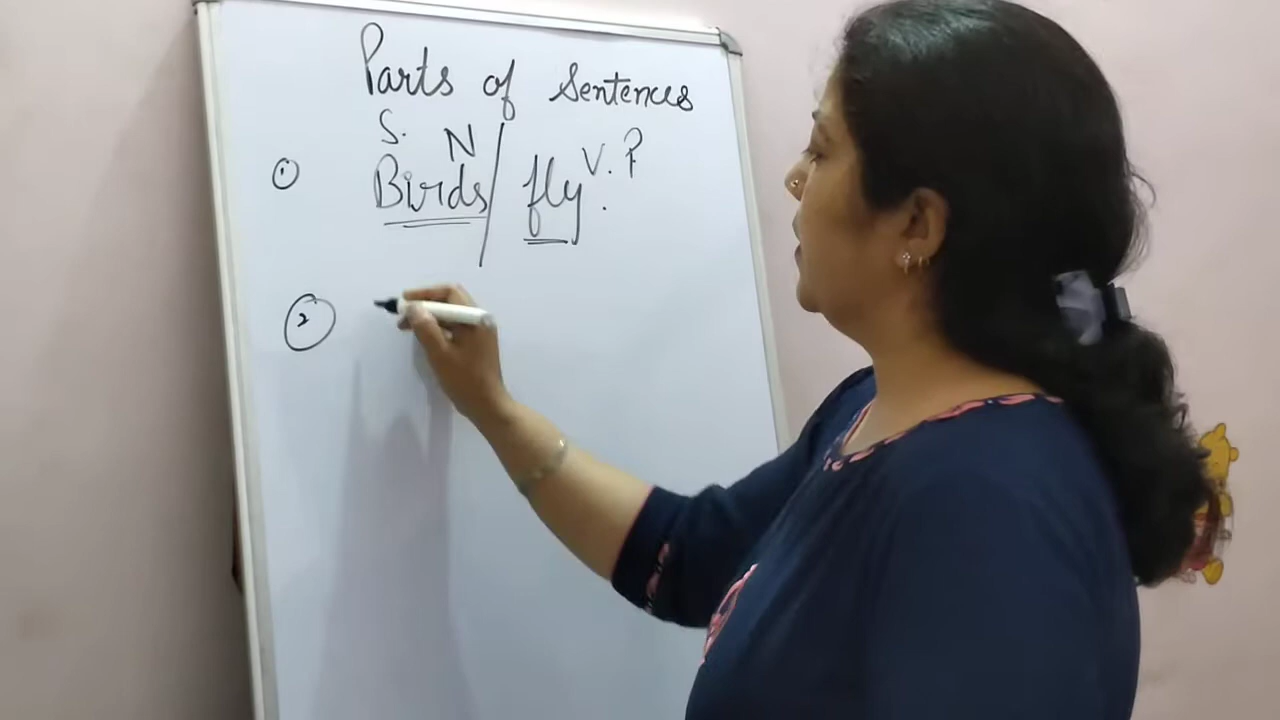 Parts of Sentences
S. N V. P
① Birds / fly.
②